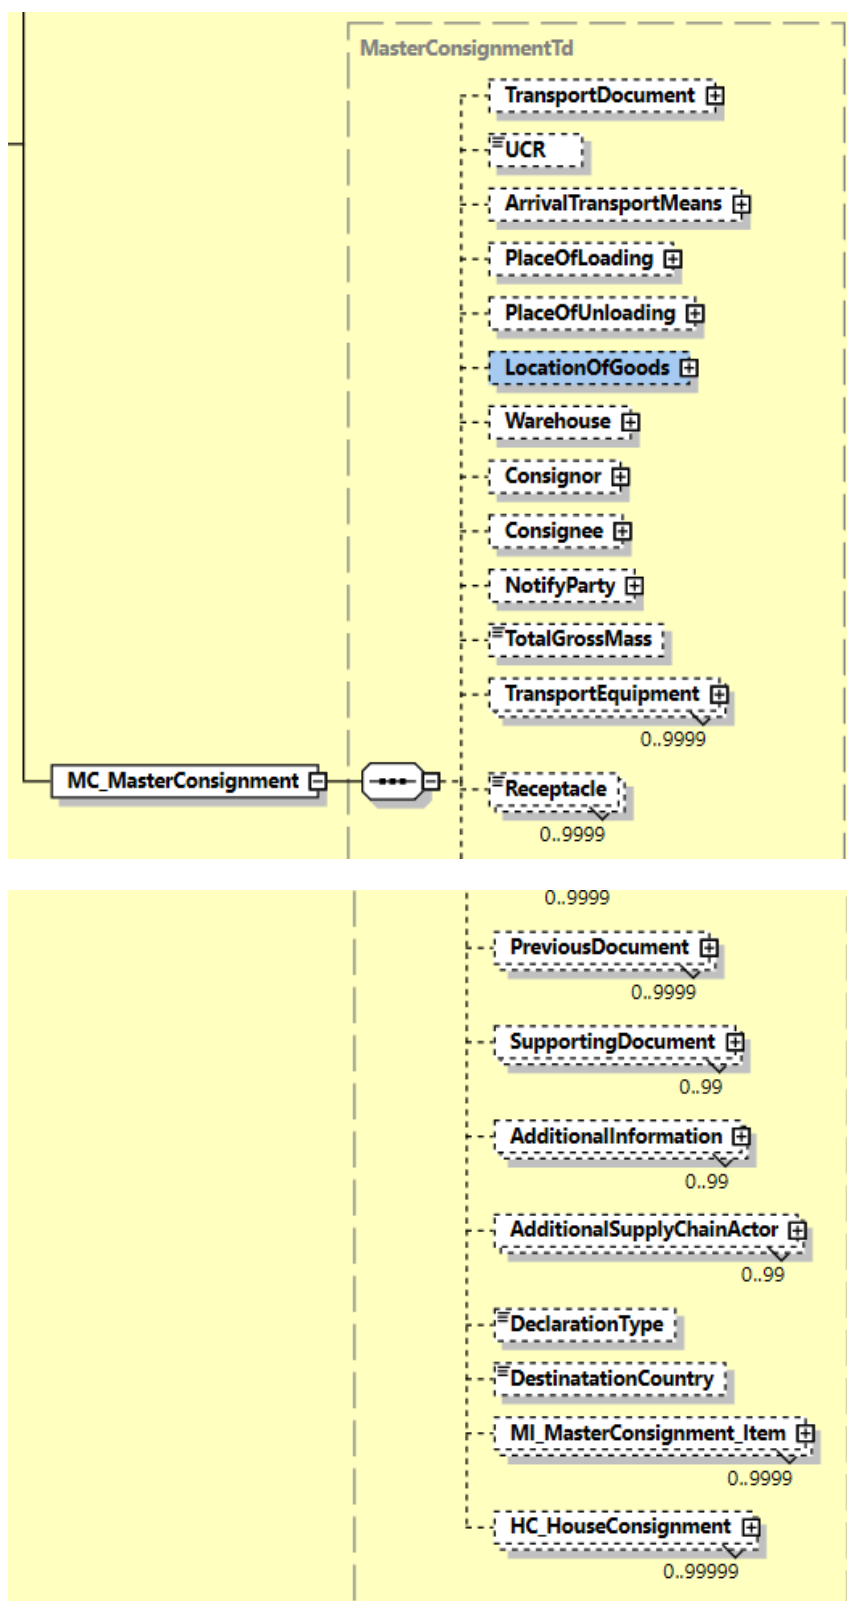 MasterConsignmentTd
TransportDocument
UCR
ArrivalTransportMeans
PlaceOfLoading
PlaceOfUnloading
LocationOfGoods
Warehouse
Consignor
Consignee
NotifyParty
TotalGrossMass
TransportEquipment
0..9999
MC_MasterConsignment
Receptacle
0..9999
0..9999
PreviousDocument
0..9999
SupportingDocument
0..99
AdditionalInformation
0..99
AdditionalSupplyChainActor
0..99
DeclarationType
DestinatationCountry
MI_MasterConsignment_Item
0..9999
HC_HouseConsignment
0..99999